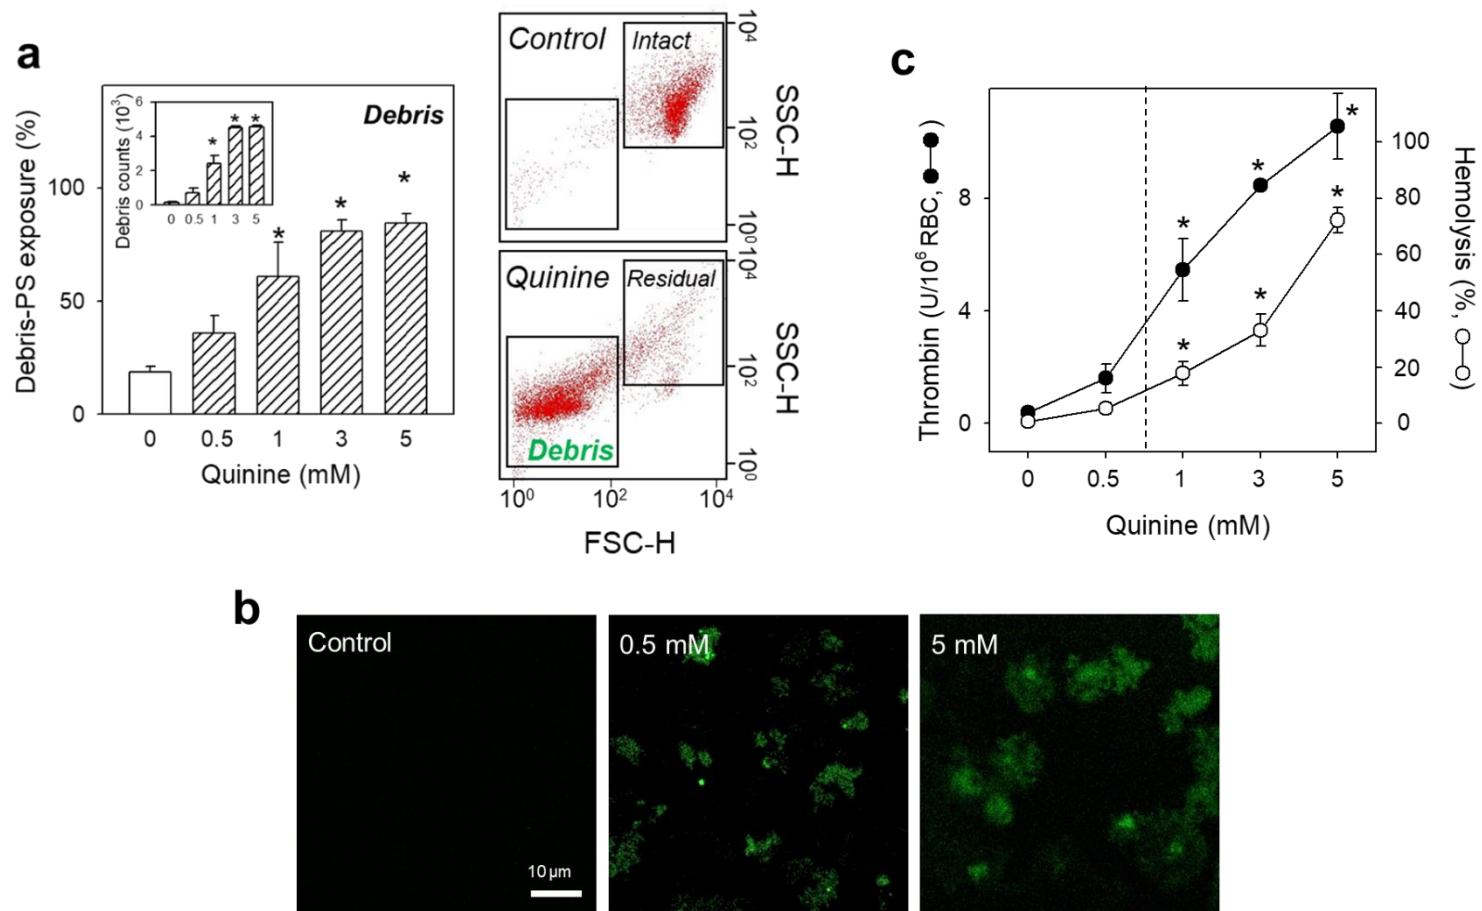 a
Debris-PS exposure (%)
100
50
0
0 0.5 1 3 5
Quinine (mM)
Debris
* * *
Debris counts (10³)
6
4
2
0
0 0.5 1 3 5
* * *
Control
Intact
10⁴
10²
10⁰
SSC-H
Quinine
Residual
Debris
10⁴
10²
10⁰
SSC-H
10⁰ 10² 10⁴
FSC-H
c
Thrombin (U/10⁶ RBC, )
8
4
0
* * *
* * *
100
80
60
40
20
0
Hemolysis (%, )
0 0.5 1 3 5
Quinine (mM)
b
Control
10 μm
0.5 mM
5 mM